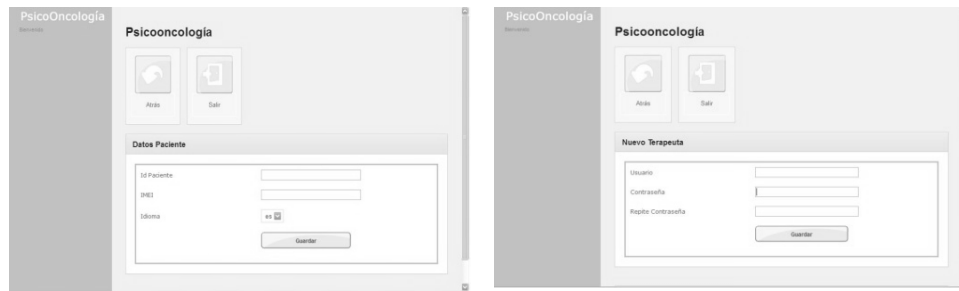 PsicoOncología
Bienvenido
Psicooncología
Atrás
Salir
Datos Paciente
Id Paciente
IMEI
Idioma
es
Guardar
PsicoOncología
Bienvenido
Psicooncología
Atrás
Salir
Nuevo Terapeuta
Usuario
Contraseña
Repite Contraseña
Guardar